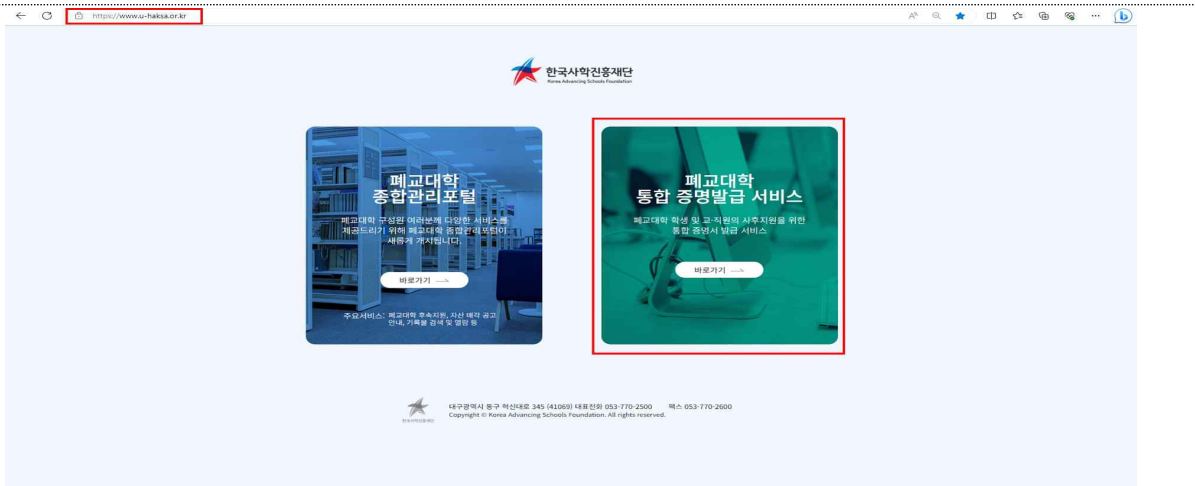 https://www.u-haksa.or.kr
한국사학진흥재단
Korea Advancing Schools Foundation
폐교대학
종합관리포털
폐교대학 구성원 여러분께 다양한 서비스를
제공드리기 위해 폐교대학 종합관리포털이
새롭게 개시됩니다.
바로가기
주요서비스: 폐교대학 후속지원, 자산 매각 공고
안내, 기록물 검색 및 열람 등
폐교대학
통합 증명발급 서비스
폐교대학 학생 및 교·직원의 사후지원을 위한
통합 증명서 발급 서비스
바로가기
한국사학진흥재단
대구광역시 동구 혁신대로 345 (41069) 대표전화 053-770-2500 팩스 053-770-2600
Copyright © Korea Advancing Schools Foundation. All rights reserved.